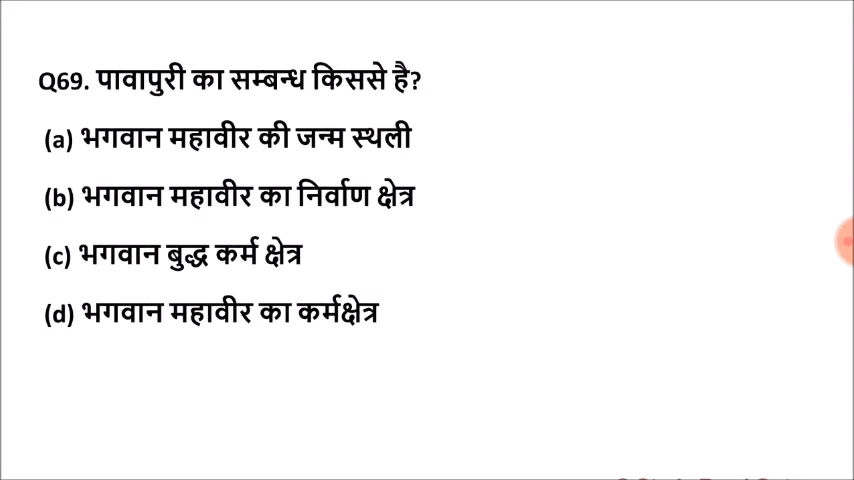 Q69. पावापुरी का सम्बन्ध किससे है?
(a) भगवान महावीर की जन्म स्थली
(b) भगवान महावीर का निर्वाण क्षेत्र
(c) भगवान बुद्ध कर्म क्षेत्र
(d) भगवान महावीर का कर्मक्षेत्र